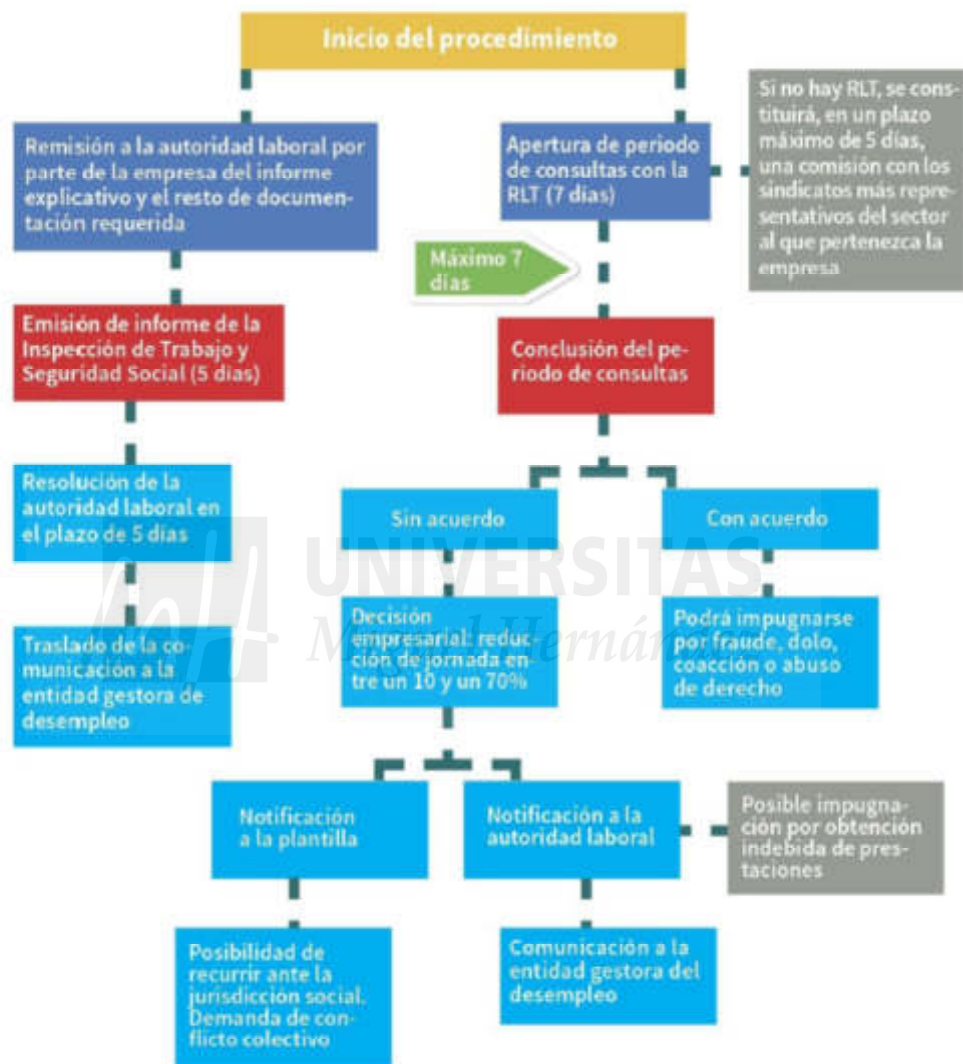 Inicio del procedimiento
Remisión a la autoridad laboral por
parte de la empresa del informe
explicativo y el resto de documen-
tación requerida
Apertura de periodo
de consultas con la
RLT (7 días)
Si no hay RLT, se cons-
tituirá, en un plazo
máximo de 5 días,
una comisión con los
sindicatos más repre-
sentativos del sector
al que pertenezca la
empresa
Máximo 7
días
Emisión de informe de la
Inspección de Trabajo y
Seguridad Social (5 días)
Conclusión del pe-
riodo de consultas
Resolución de la
autoridad laboral en
el plazo de 5 días
Sin acuerdo
Con acuerdo
UNIVERSITAS
Miguel Hernández
Traslado de la co-
municación a la
entidad gestora de
desempleo
Decisión
empresarial: reduc-
ción de jornada en-
tre un 10 y un 70%
Podrá impugnarse
por fraude, dolo,
coacción o abuso
de derecho
Notificación
a la plantilla
Notificación a la
autoridad laboral
Posible impugna-
ción por obtención
indebida de pres-
taciones
Posibilidad de
recurrir ante la
jurisdicción social.
Demanda de con-
flicto colectivo
Comunicación a la
entidad gestora del
desempleo